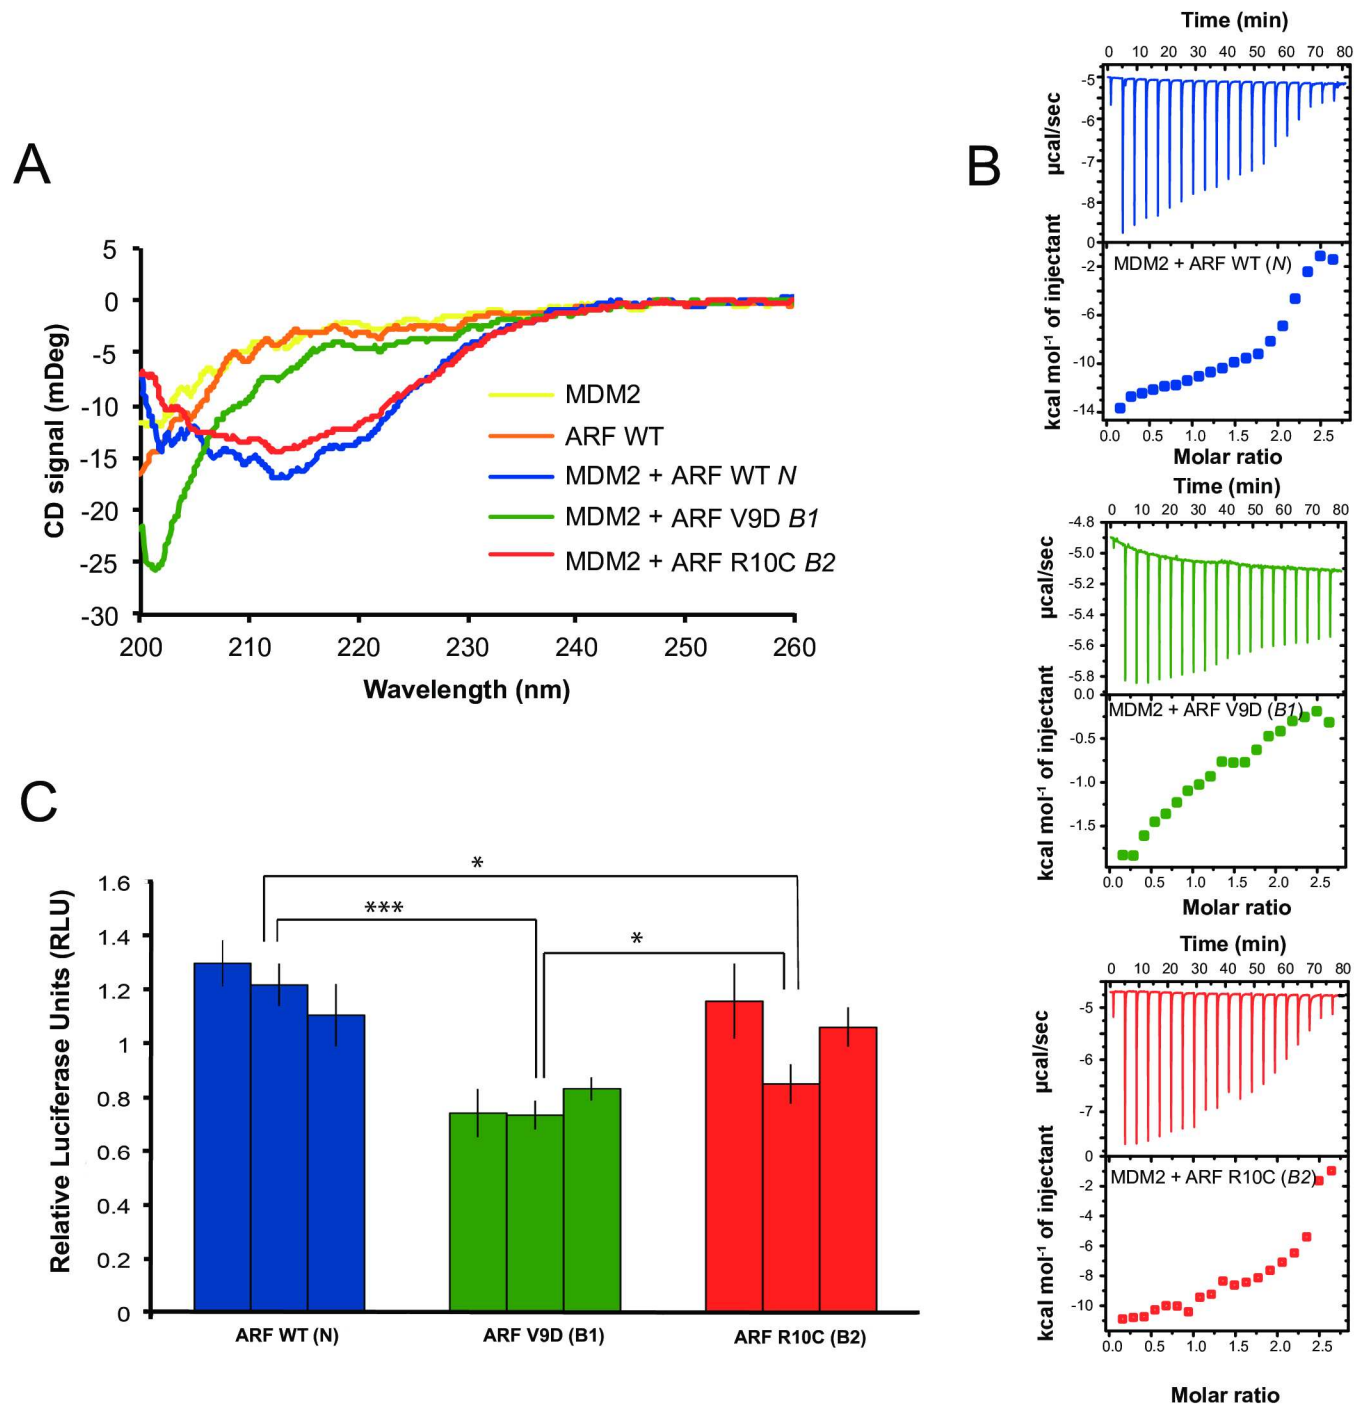 A
5
0
-5
-10
-15
-20
-25
-30
CD signal (mDeg)
200 210 220 230 240 250 260
Wavelength (nm)
MDM2
ARF WT
MDM2 + ARF WT N
MDM2 + ARF V9D B1
MDM2 + ARF R10C B2
B
Time (min)
0 10 20 30 40 50 60 70 80
-5
-6
-7
-8
µcal/sec
0
-2
-6
-10
-14
kcal mol⁻¹ of injectant
MDM2 + ARF WT (N)
0.0 0.5 1.0 1.5 2.0 2.5
Molar ratio
Time (min)
0 10 20 30 40 50 60 70 80
-4.8
-5.0
-5.2
-5.4
-5.6
-5.8
µcal/sec
0.0
-0.5
-1.0
-1.5
kcal mol⁻¹ of injectant
MDM2 + ARF V9D (B1)
0.0 0.5 1.0 1.5 2.0 2.5
Molar ratio
Time (min)
0 10 20 30 40 50 60 70 80
-5
-6
-7
µcal/sec
0
-2
-4
-6
-8
-10
kcal mol⁻¹ of injectant
MDM2 + ARF R10C (B2)
0.0 0.5 1.0 1.5 2.0 2.5
Molar ratio
C
1.6
1.4
1.2
1
0.8
0.6
0.4
0.2
0
Relative Luciferase Units (RLU)
*
***
*
ARF WT (N) ARF V9D (B1) ARF R10C (B2)